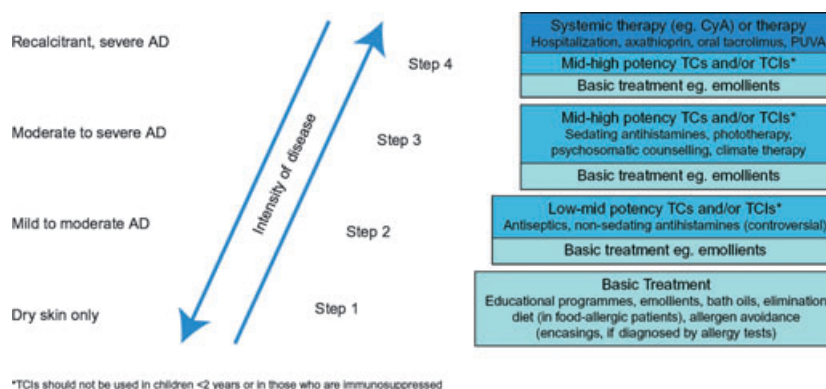 Recalcitrant, severe AD
Moderate to severe AD
Mild to moderate AD
Dry skin only
Intensity of disease
Step 4
Step 3
Step 2
Step 1
Systemic therapy (eg. CyA) or therapy
Hospitalization, axathioprin, oral tacrolimus, PUVA
Mid-high potency TCs and/or TCIs*
Basic treatment eg. emollients
Mid-high potency TCs and/or TCIs*
Sedating antihistamines, phototherapy,
psychosomatic counselling, climate therapy
Basic treatment eg. emollients
Low-mid potency TCs and/or TCIs*
Antiseptics, non-sedating antihistamines (controversial)
Basic treatment eg. emollients
Basic Treatment
Educational programmes, emollients, bath oils, elimination
diet (in food-allergic patients), allergen avoidance
(encasings, if diagnosed by allergy tests)
*TCIs should not be used in children <2 years or in those who are immunosuppressed